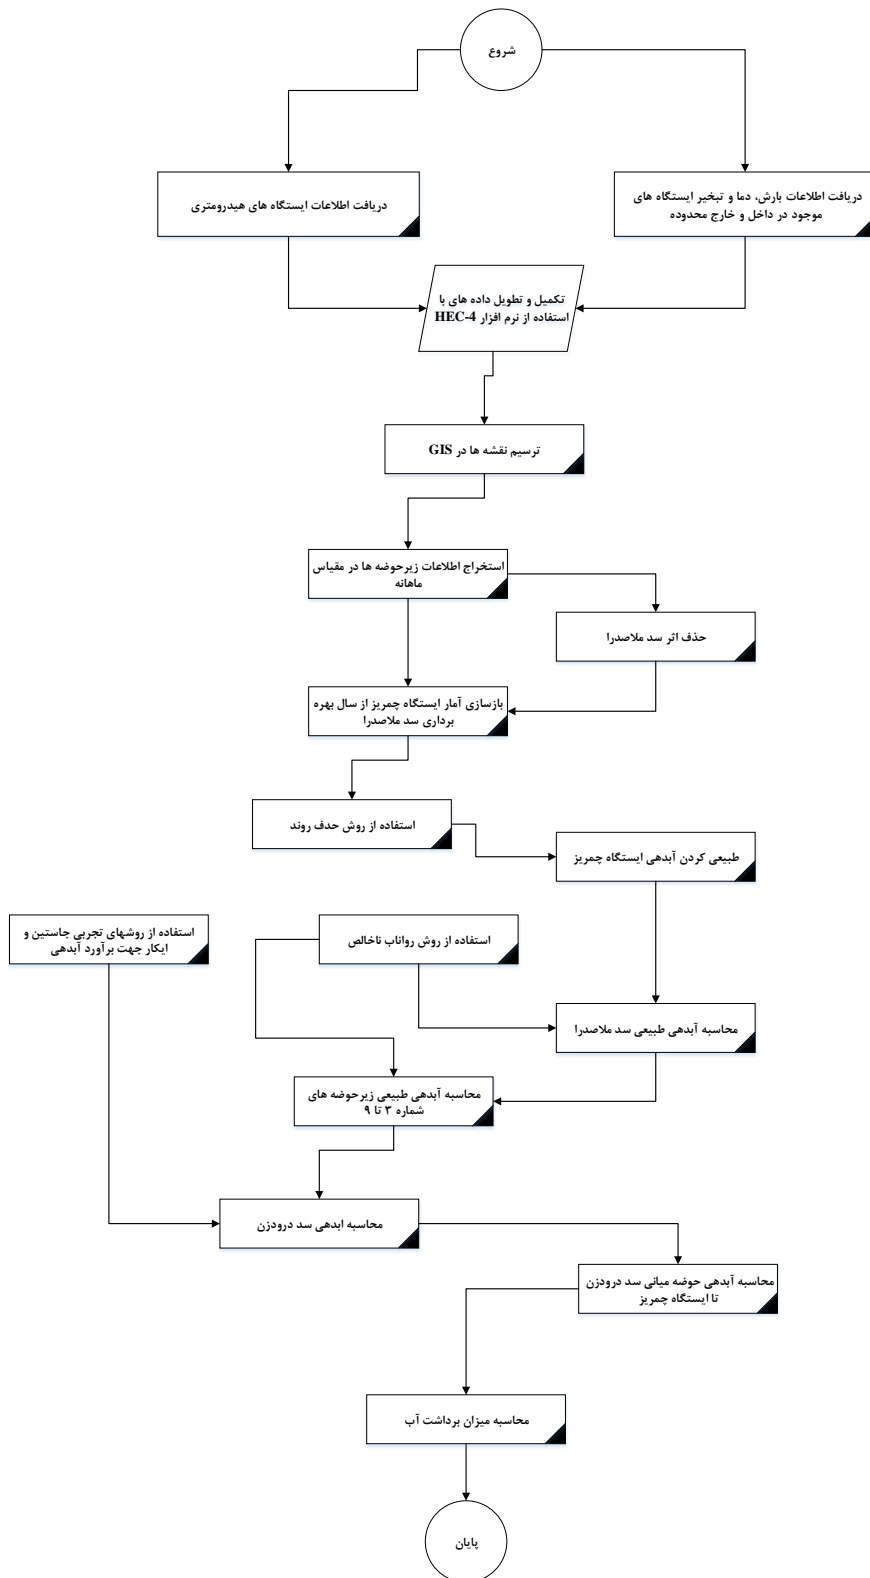 شروع
دریافت اطلاعات بارش، دما و تبخیر ایستگاه های
موجود در داخل و خارج محدوده
دریافت اطلاعات ایستگاه های هیدرومتری
تکمیل و تطویل داده های با
استفاده از نرم افزار HEC-4
ترسیم نقشه ها در GIS
استخراج اطلاعات زیرحوضه ها در مقیاس
ماهانه
حذف اثر سد ملاصدرا
بازسازی آمار ایستگاه چمریز از سال بهره
برداری سد ملاصدرا
استفاده از روش حدف روند
طبیعی کردن آبدهی ایستگاه چمریز
استفاده از روش رواناب ناخالص
استفاده از روشهای تجربی جاستین و
ایکار جهت برآورد آبدهی
محاسبه آبدهی طبیعی سد ملاصدرا
محاسبه آبدهی طبیعی زیرحوضه های
شماره ۳ تا ۹
محاسبه ابدهی سد درودزن
محاسبه آبدهی حوضه میانی سد درودزن
تا ایستگاه چمریز
محاسبه میزان برداشت آب
پایان